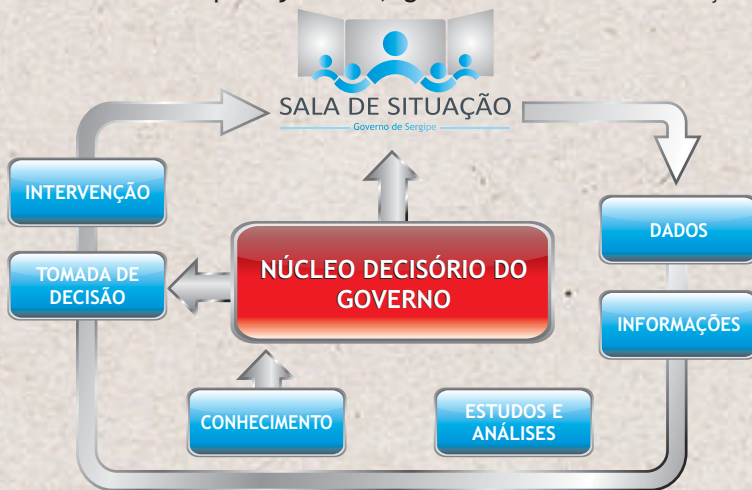 SALA DE SITUAÇÃO
Governo de Sergipe
INTERVENÇÃO
DADOS
TOMADA DE
DECISÃO
NÚCLEO DECISÓRIO DO
GOVERNO
INFORMAÇÕES
CONHECIMENTO
ESTUDOS E
ANÁLISES